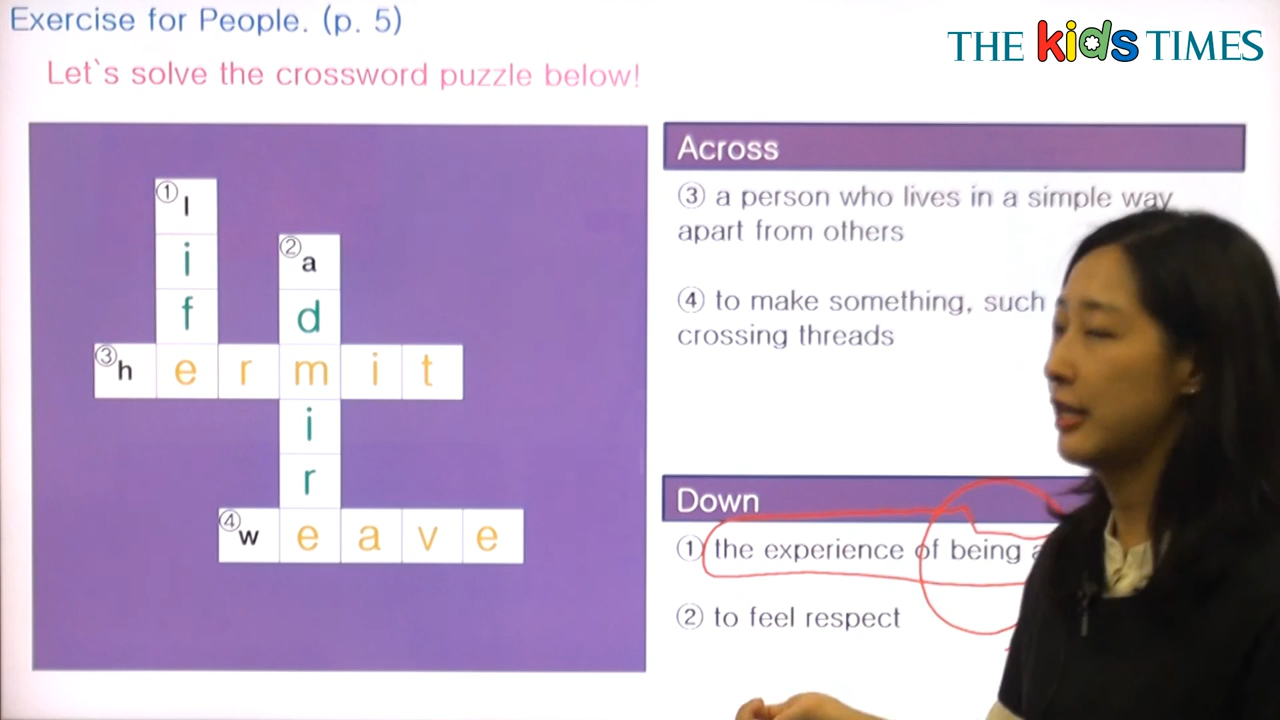 Exercise for People. (p. 5)
THE kids TIMES
Let`s solve the crossword puzzle below!
① l
i
② a
f
d
③ h e r m i t
i
r
④ w e a v e
Across
③ a person who lives in a simple way
apart from others
④ to make something, such
crossing threads
Down
① the experience of being
② to feel respect